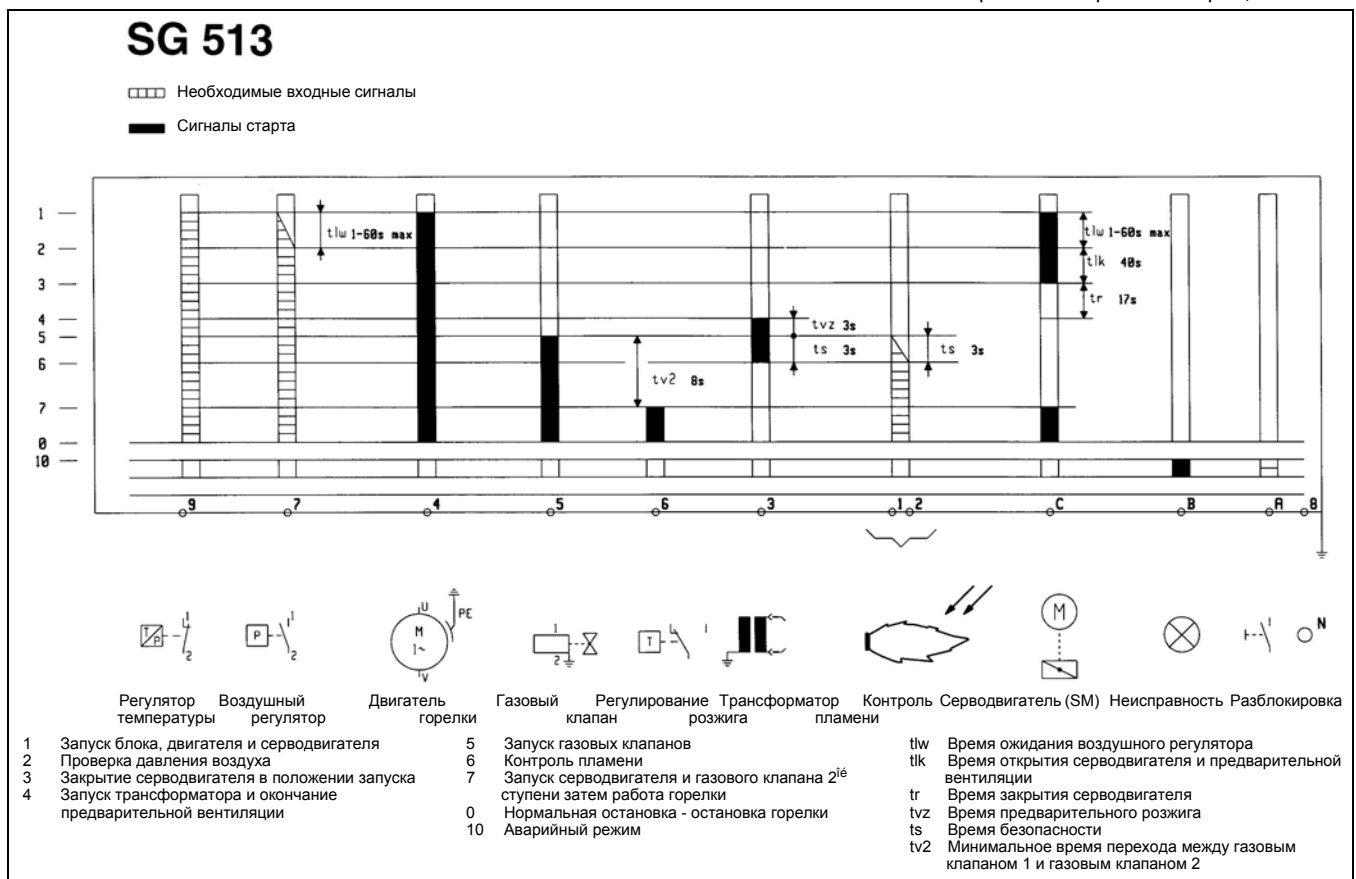 SG 513
Необходимые входные сигналы
Сигналы старта
1
2
3
4
5
6
7
0
10
tlw 1-60s max
tv2 8s
tvz 3s
ts 3s
ts 3s
tlw 1-60s max
tlk 40s
tr 17s
9 7 4 5 6 3 1 2 C B A 8
T/P 1 2
P 1 2
U PE
M
1~
V
1
2
T 1
M
N
Регулятор Воздушный Двигатель Газовый Регулирование Трансформатор Контроль Серводвигатель (SM) Неисправность Разблокировка
температуры регулятор горелки клапан розжига пламени
1 Запуск блока, двигателя и серводвигателя
2 Проверка давления воздуха
3 Закрытие серводвигателя в положении запуска
4 Запуск трансформатора и окончание
предварительной вентиляции
5 Запуск газовых клапанов
6 Контроль пламени
7 Запуск серводвигателя и газового клапана 2îé
ступени затем работа горелки
0 Нормальная остановка - остановка горелки
10 Аварийный режим
tlw Время ожидания воздушного регулятора
tlk Время открытия серводвигателя и предварительной
вентиляции
tr Время закрытия серводвигателя
tvz Время предварительного розжига
ts Время безопасности
tv2 Минимальное время перехода между газовым
клапаном 1 и газовым клапаном 2